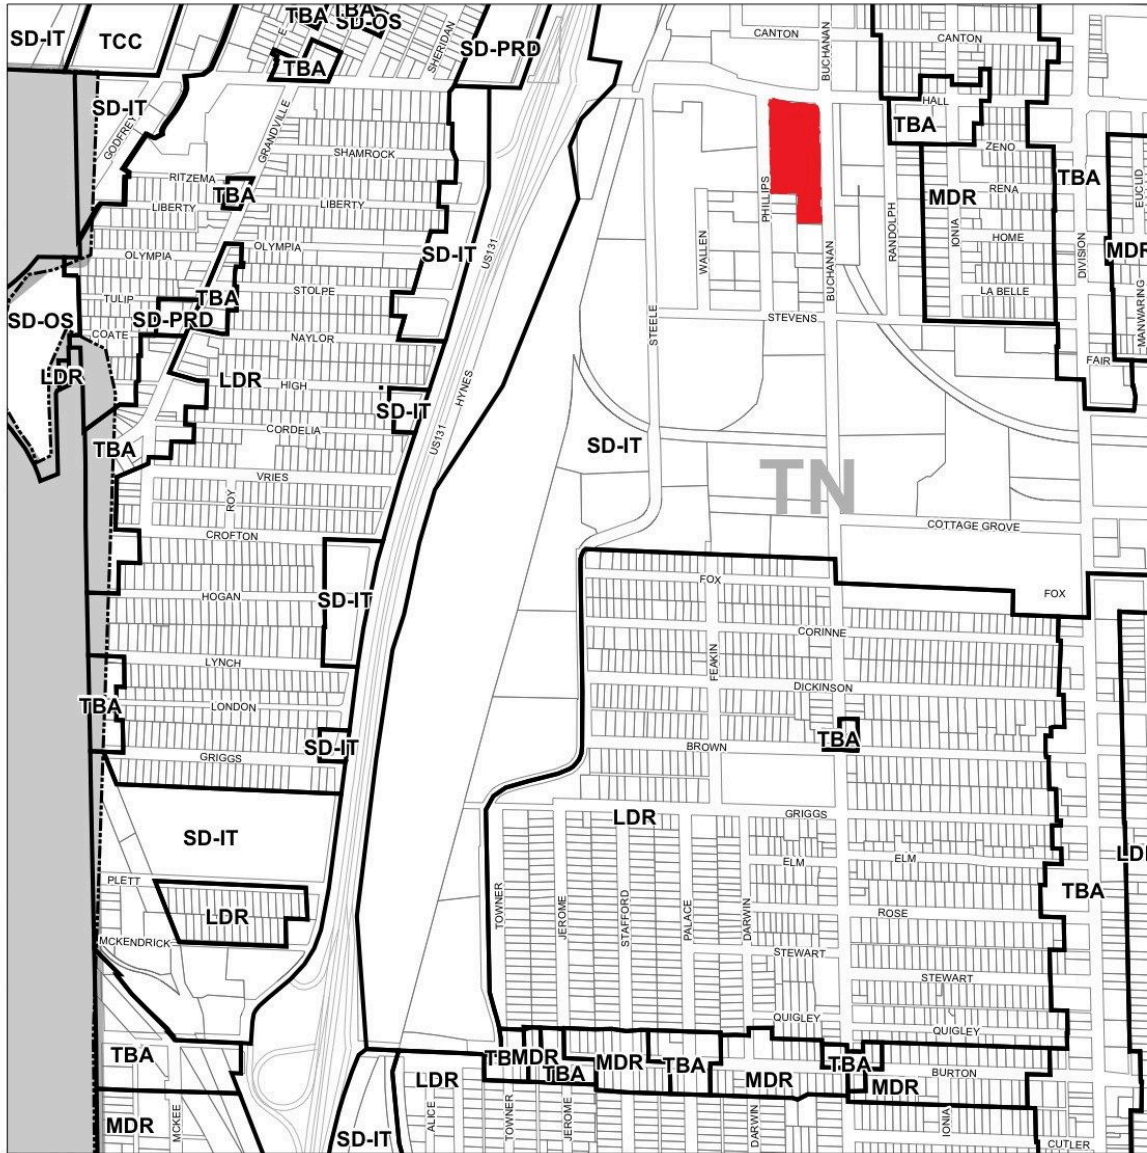 TBA
TBA
SD-OS
SD-IT
TCC
SHERIDAN
SD-PRD
CANTON
BUCHANAN
CANTON
TBA
SD-IT
HALL
TBA
GODFREY
GRANDVILLE
SHAMROCK
ZENO
RITZEMA
TBA
LIBERTY
LIBERTY
PHILLIPS
MDR
RENA
TBA
EUCLID
OLYMPIA
OLYMPIA
SD-IT
US131
WALLEN
RANDOLPH
IONIA
HOME
DIVISION
MDR
STOLPE
TULIP
TBA
BUCHANAN
LA BELLE
MANWARING
SD-OS
SD-PRD
COATE
NAYLOR
STEELE
STEVENS
FAIR
LDR
LDR
HIGH
HYNES
SD-IT
CORDELIA
US131
TBA
SD-IT
VRIES
TN
ROY
CROFTON
COTTAGE GROVE
FOX
FOX
HOGAN
SD-IT
CORINNE
LYNCH
FEAKIN
DICKINSON
TBA
LONDON
TBA
SD-IT
BROWN
GRIGGS
LDR
GRIGGS
SD-IT
ELM
ELM
PLETT
TBA
LDR
TOWNER
JEROME
STAFFORD
PALACE
DARWIN
ROSE
MCKENDRICK
STEWART
STEWART
QUIGLEY
QUIGLEY
TBA
MDR
MDR
TBA
TBA
TBA
LDR
MDR
MDR
BURTON
MDR
MCKEE
SD-IT
ALICE
TOWNER
JEROME
DARWIN
IONIA
CUTLER